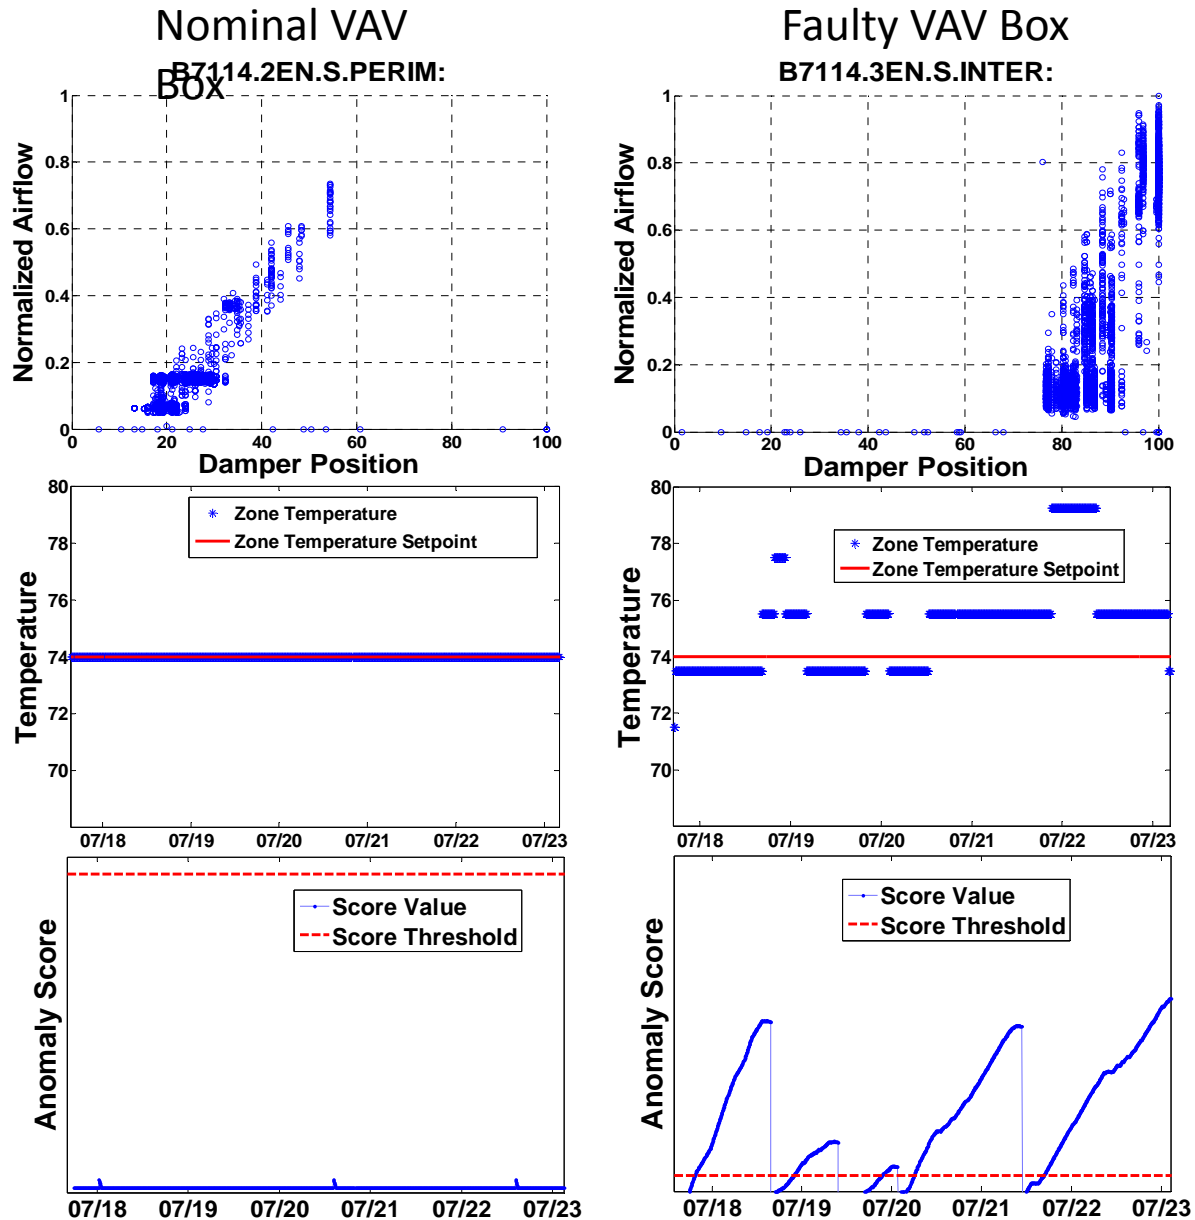 Nominal VAV
Box
B7114.2EN.S.PERIM:
Normalized Airflow
1
0.8
0.6
0.4
0.2
0
0 20 40 60 80 100
Damper Position
Faulty VAV Box
B7114.3EN.S.INTER:
Normalized Airflow
1
0.8
0.6
0.4
0.2
0
0 20 40 60 80 100
Damper Position
Temperature
80
78
76
74
72
70
Zone Temperature
Zone Temperature Setpoint
07/18 07/19 07/20 07/21 07/22 07/23
Temperature
80
78
76
74
72
70
Zone Temperature
Zone Temperature Setpoint
07/18 07/19 07/20 07/21 07/22 07/23
Anomaly Score
Score Value
Score Threshold
07/18 07/19 07/20 07/21 07/22 07/23
Anomaly Score
Score Value
Score Threshold
07/18 07/19 07/20 07/21 07/22 07/23